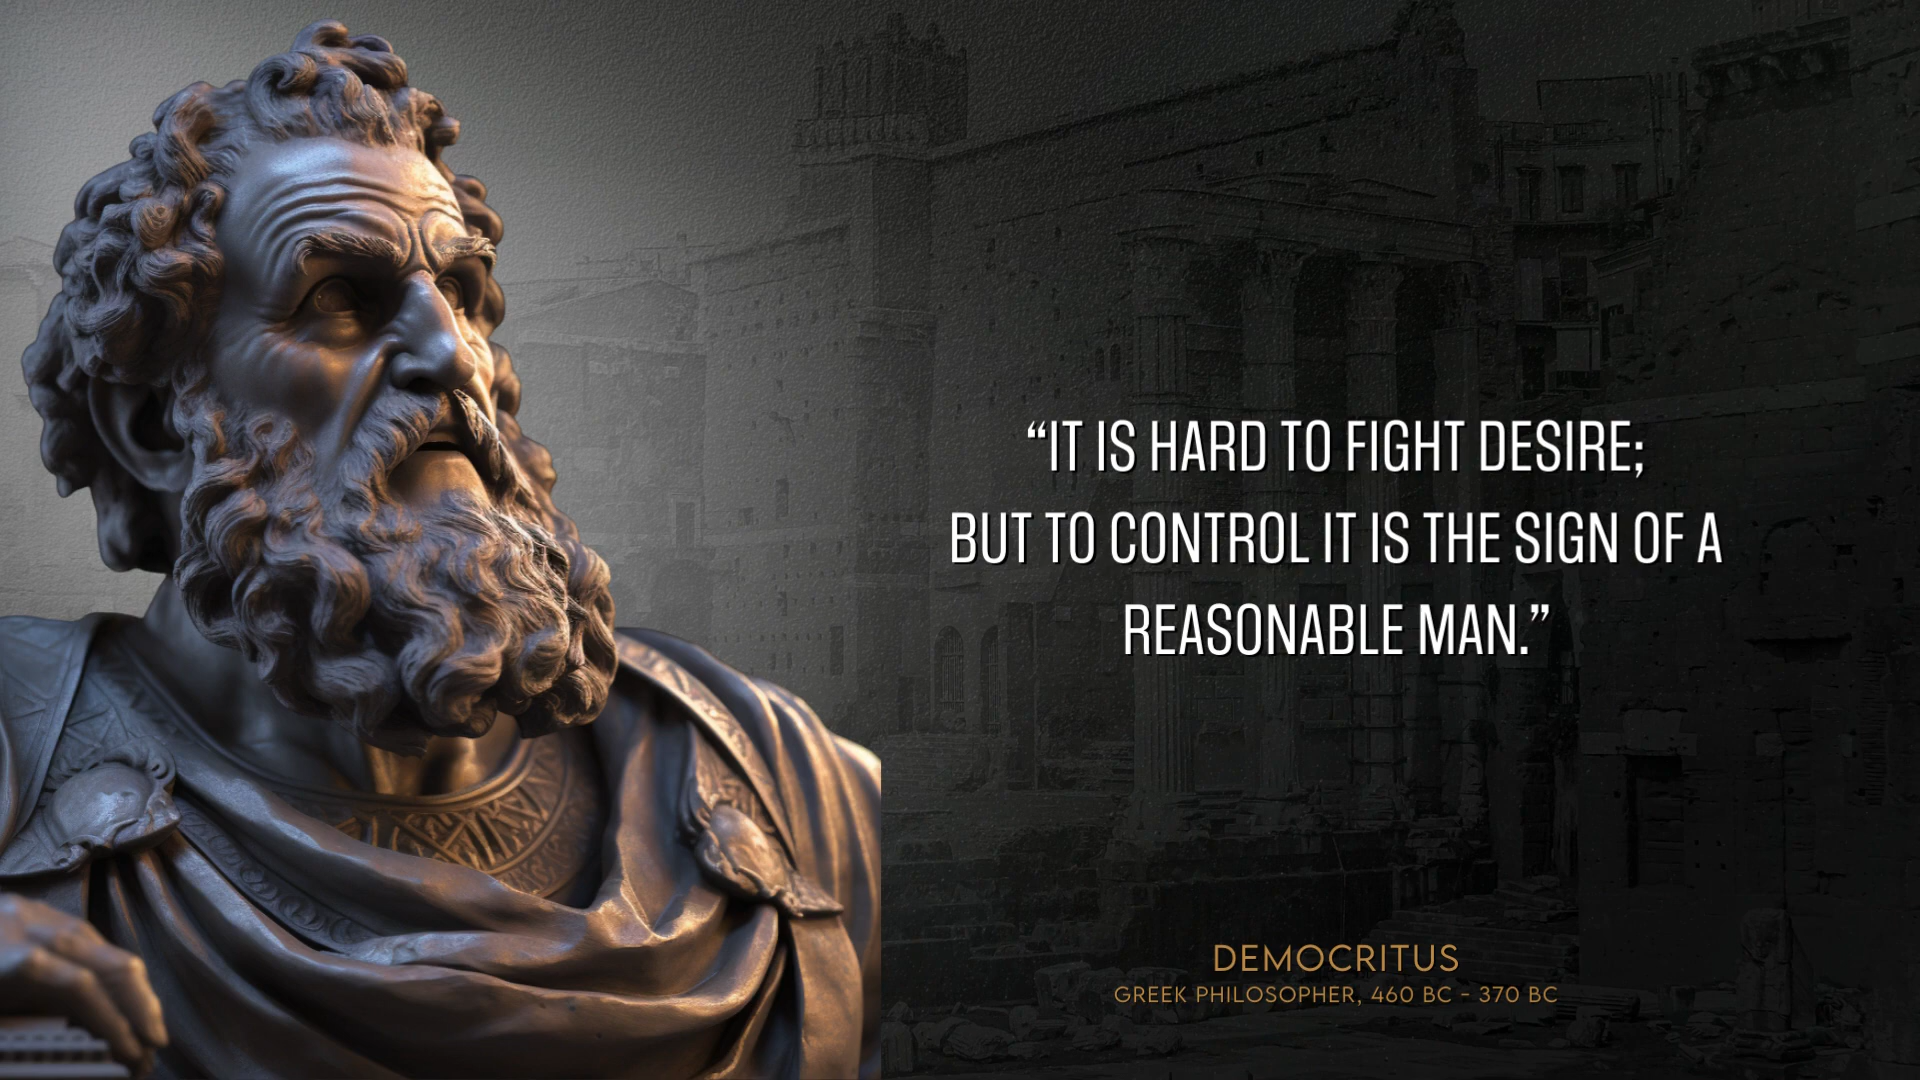 “IT IS HARD TO FIGHT DESIRE;
BUT TO CONTROL IT IS THE SIGN OF A
REASONABLE MAN.”
DEMOCRITUS
GREEK PHILOSOPHER, 460 BC - 370 BC